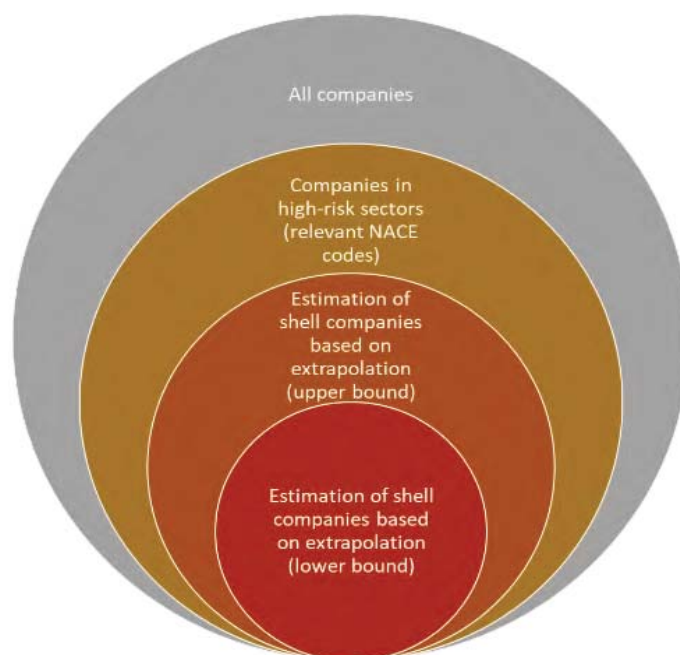 All companies
Companies in
high-risk sectors
(relevant NACE
codes)
Estimation of
shell companies
based on
extrapolation
(upper bound)
Estimation of shell
companies based
on extrapolation
(lower bound)